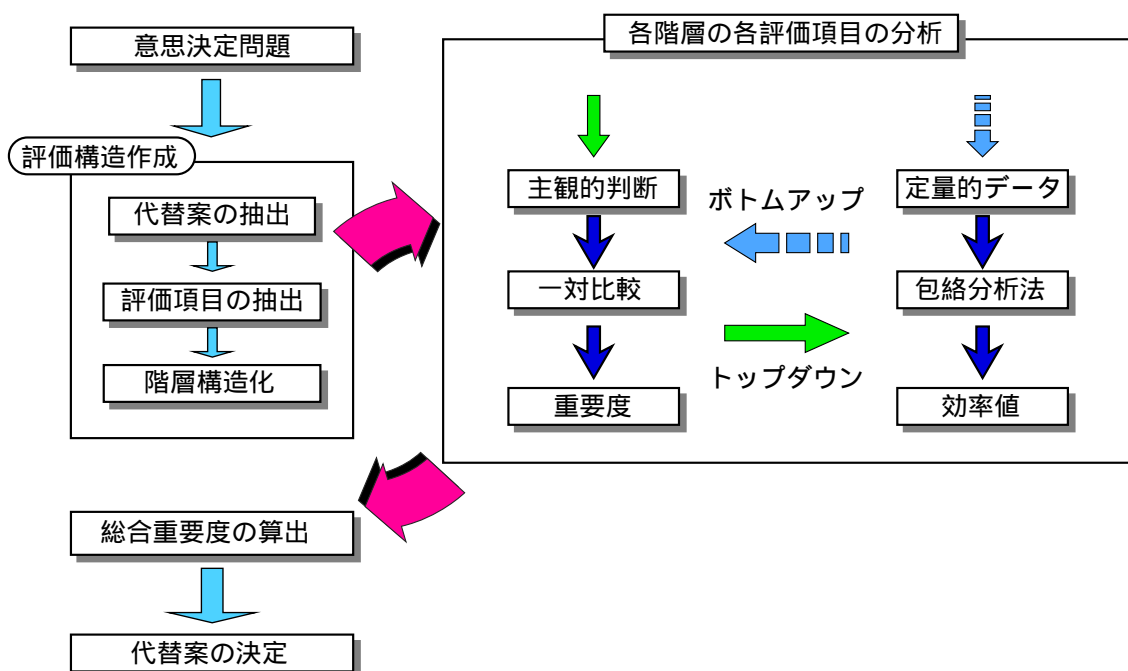 意思決定問題
評価構造作成
代替案の抽出
評価項目の抽出
階層構造化
各階層の各評価項目の分析
主観的判断
一対比較
重要度
ボトムアップ
トップダウン
定量的データ
包絡分析法
効率値
総合重要度の算出
代替案の決定